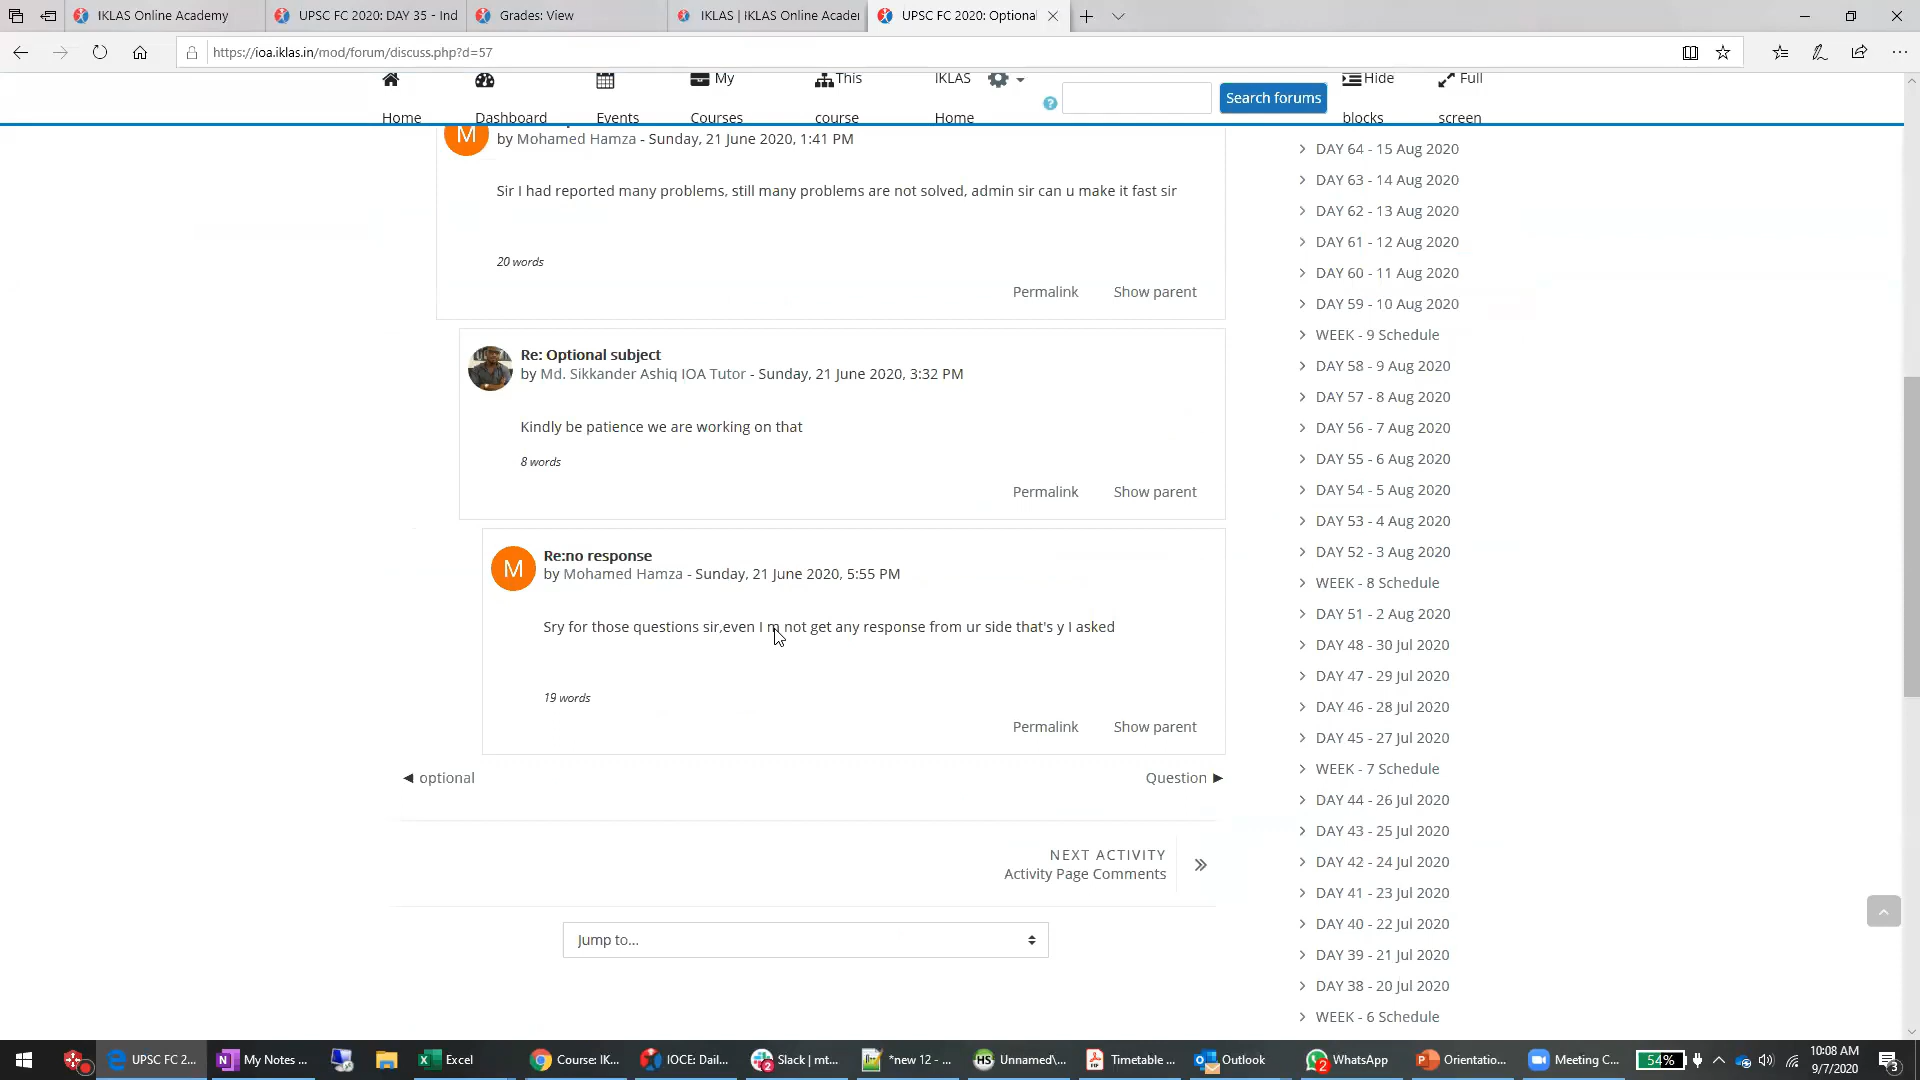 IKLAS Online Academy
UPSC FC 2020: DAY 35 - Ind
Grades: View
IKLAS | IKLAS Online Acader
UPSC FC 2020: Optiona
https://ioa.iklas.in/mod/forum/discuss.php?d=57
Home
Dashboard
Events
My Courses
This course
IKLAS Home
Search forums
Hide blocks
Full screen
M
by Mohamed Hamza - Sunday, 21 June 2020, 1:41 PM
Sir I had reported many problems, still many problems are not solved, admin sir can u make it fast sir
20 words
Permalink Show parent
Re: Optional subject
by Md. Sikkander Ashiq IOA Tutor - Sunday, 21 June 2020, 3:32 PM
Kindly be patience we are working on that
8 words
Permalink Show parent
M
Re:no response
by Mohamed Hamza - Sunday, 21 June 2020, 5:55 PM
Sry for those questions sir,even I m not get any response from ur side that's y I asked
19 words
Permalink Show parent
◀ optional
Question ▶
NEXT ACTIVITY
Activity Page Comments
Jump to...
DAY 64 - 15 Aug 2020
DAY 63 - 14 Aug 2020
DAY 62 - 13 Aug 2020
DAY 61 - 12 Aug 2020
DAY 60 - 11 Aug 2020
DAY 59 - 10 Aug 2020
WEEK - 9 Schedule
DAY 58 - 9 Aug 2020
DAY 57 - 8 Aug 2020
DAY 56 - 7 Aug 2020
DAY 55 - 6 Aug 2020
DAY 54 - 5 Aug 2020
DAY 53 - 4 Aug 2020
DAY 52 - 3 Aug 2020
WEEK - 8 Schedule
DAY 51 - 2 Aug 2020
DAY 48 - 30 Jul 2020
DAY 47 - 29 Jul 2020
DAY 46 - 28 Jul 2020
DAY 45 - 27 Jul 2020
WEEK - 7 Schedule
DAY 44 - 26 Jul 2020
DAY 43 - 25 Jul 2020
DAY 42 - 24 Jul 2020
DAY 41 - 23 Jul 2020
DAY 40 - 22 Jul 2020
DAY 39 - 21 Jul 2020
DAY 38 - 20 Jul 2020
WEEK - 6 Schedule
UPSC FC 2...
My Notes ...
Excel
Course: IK...
IOCE: Dail...
Slack | mt...
*new 12 - ...
Unnamed\...
Timetable ...
Outlook
WhatsApp
Orientatio...
Meeting C...
54%
10:08 AM
9/7/2020